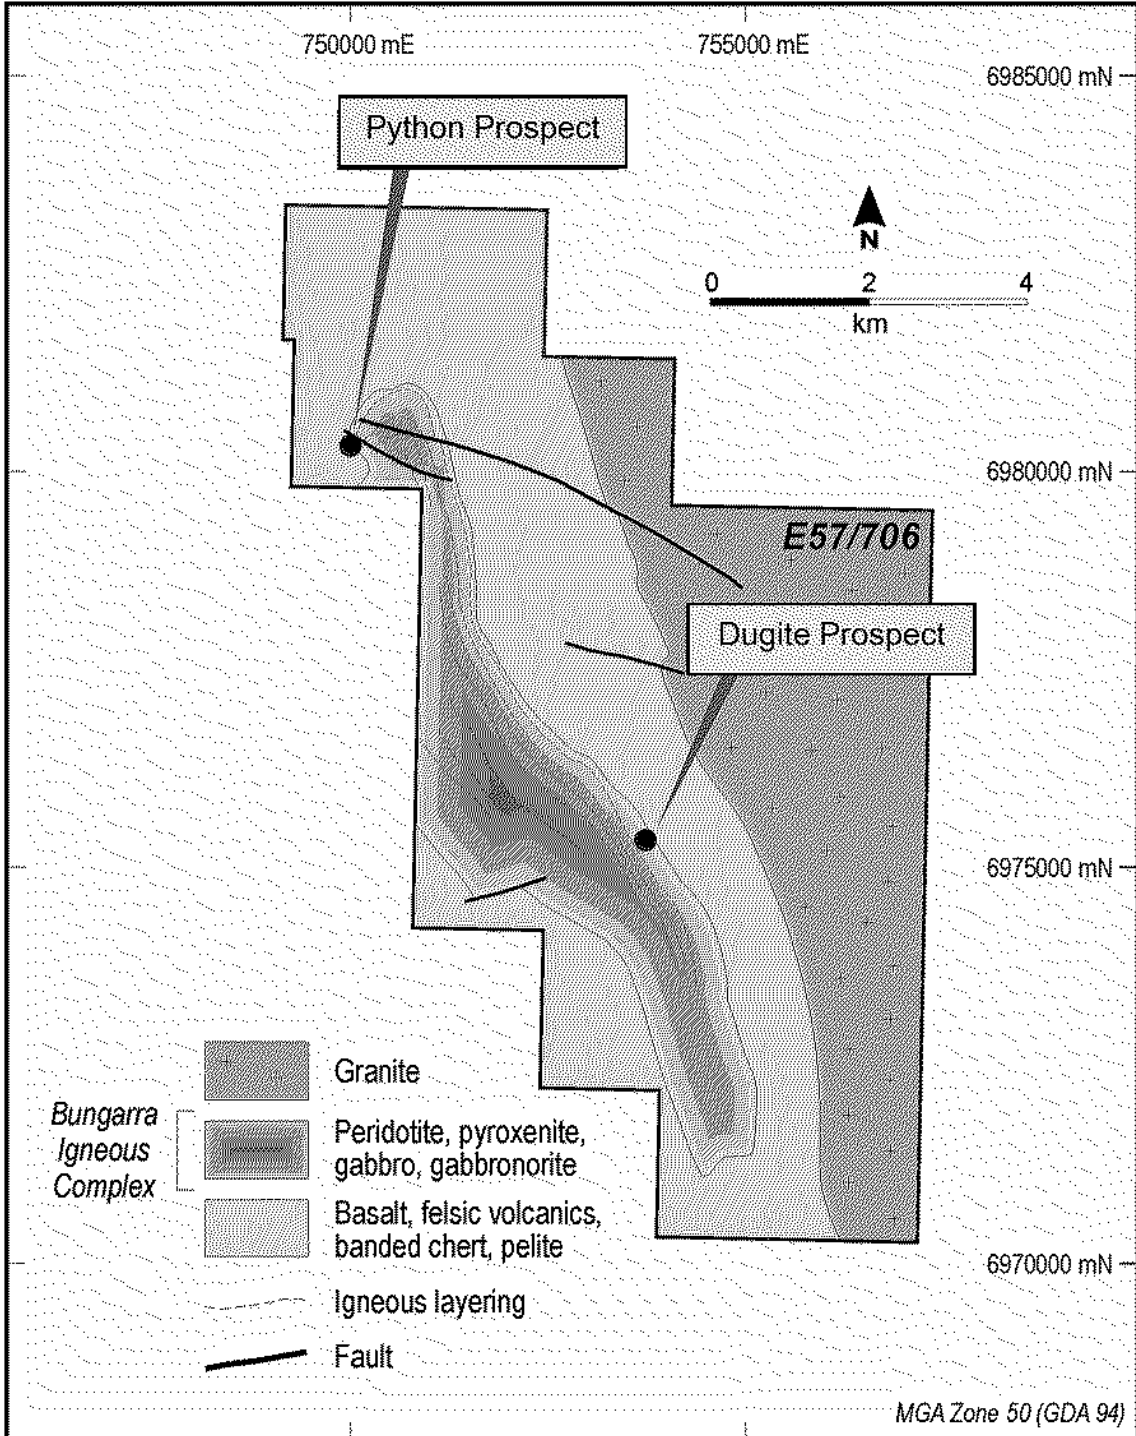 750000 mE
755000 mE
6985000 mN
Python Prospect
N
0 2 4
km
6980000 mN
E57/706
Dugite Prospect
6975000 mN
Granite
Bungarra
Igneous
Complex
Peridotite, pyroxenite,
gabbro, gabbronorite
Basalt, felsic volcanics,
banded chert, pelite
6970000 mN
Igneous layering
Fault
MGA Zone 50 (GDA 94)